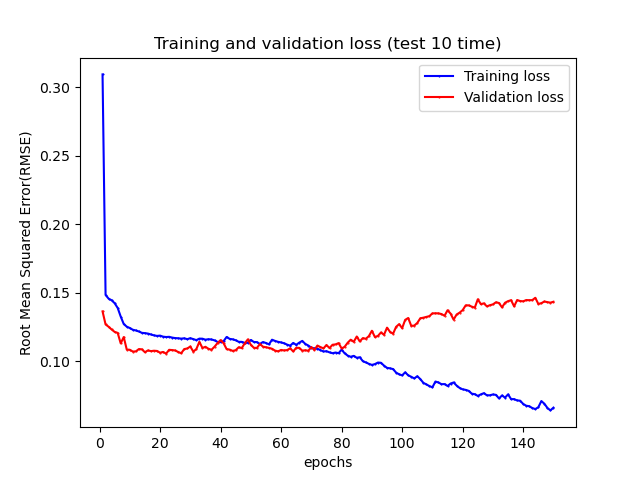 Training and validation loss (test 10 time)
Training loss
Validation loss
Root Mean Squared Error(RMSE)
0.30
0.25
0.20
0.15
0.10
0 20 40 60 80 100 120 140
epochs